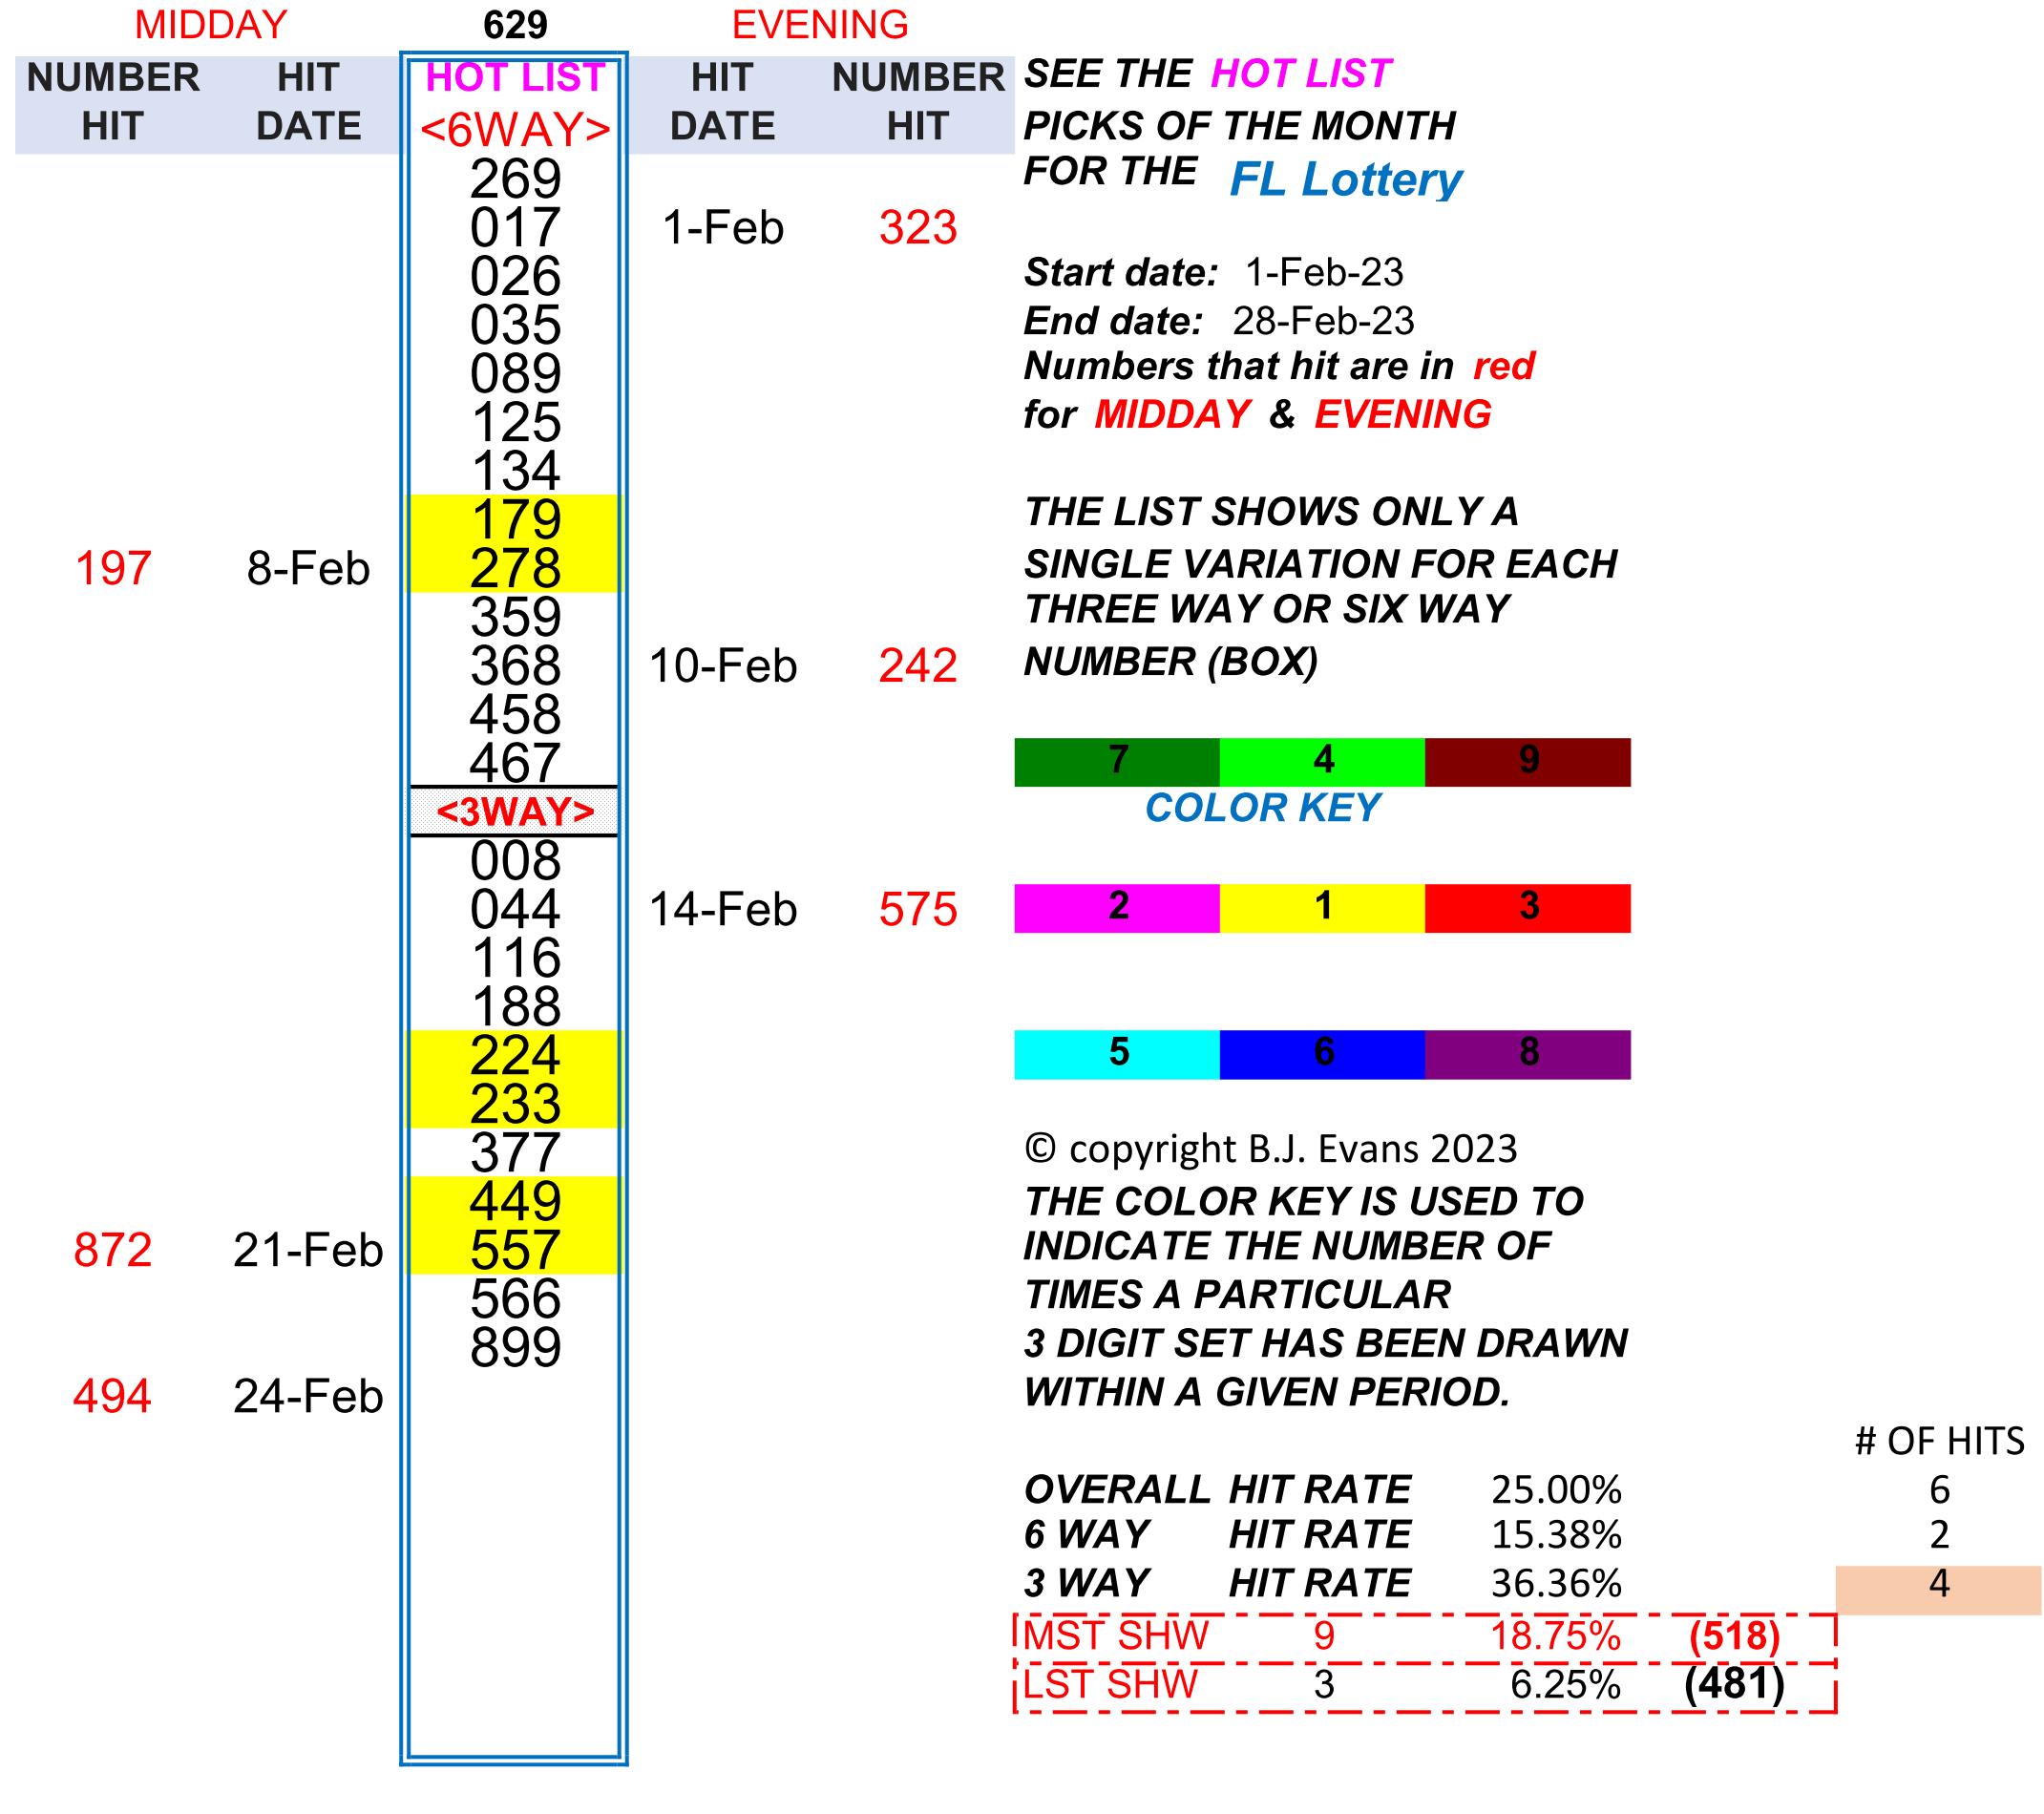 MIDDAY 629 EVENING
NUMBER HIT HOT LIST HIT NUMBER SEE THE HOT LIST
HIT DATE <6WAY> DATE HIT PICKS OF THE MONTH
269 FOR THE FL Lottery
017 1-Feb 323
026 Start date: 1-Feb-23
035 End date: 28-Feb-23
089 Numbers that hit are in red
125 for MIDDAY & EVENING
134
179 THE LIST SHOWS ONLY A
197 8-Feb 278 SINGLE VARIATION FOR EACH
359 THREE WAY OR SIX WAY
368 10-Feb 242 NUMBER (BOX)
458
467 7 4 9
<3WAY> COLOR KEY
008
044 14-Feb 575 2 1 3
116
188
224 5 6 8
233
377 © copyright B.J. Evans 2023
449 THE COLOR KEY IS USED TO
872 21-Feb 557 INDICATE THE NUMBER OF
566 TIMES A PARTICULAR
899 3 DIGIT SET HAS BEEN DRAWN
494 24-Feb WITHIN A GIVEN PERIOD.
# OF HITS
OVERALL HIT RATE 25.00% 6
6 WAY HIT RATE 15.38% 2
3 WAY HIT RATE 36.36% 4
MST SHW 9 18.75% (518)
LST SHW 3 6.25% (481)